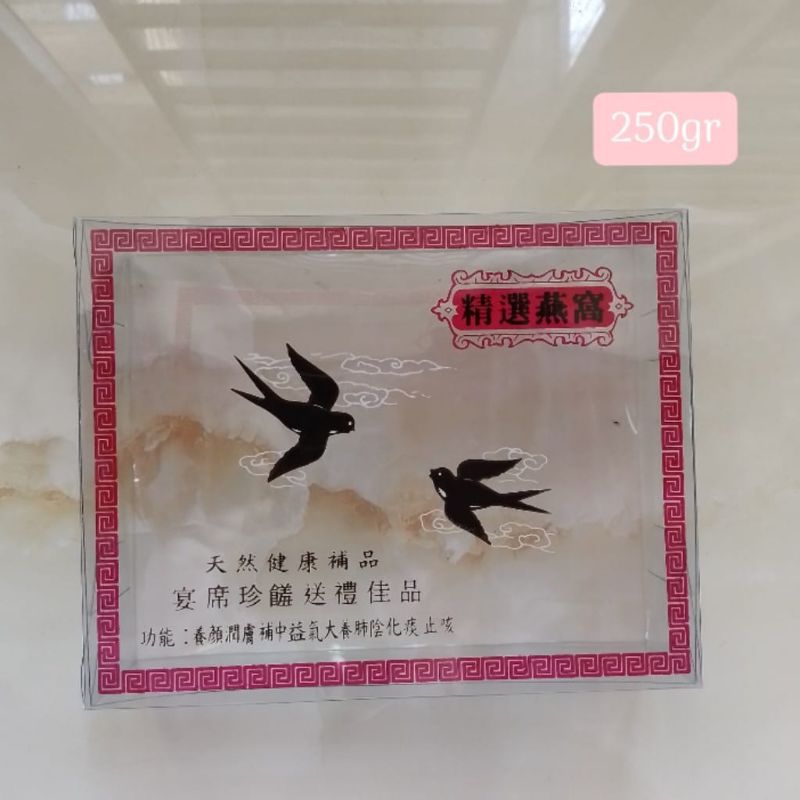 250gr
精選燕窩
天然健康補品
宴席珍饈送禮佳品
功能：養顔潤膚補中益氣大養肺陰化痰止咳